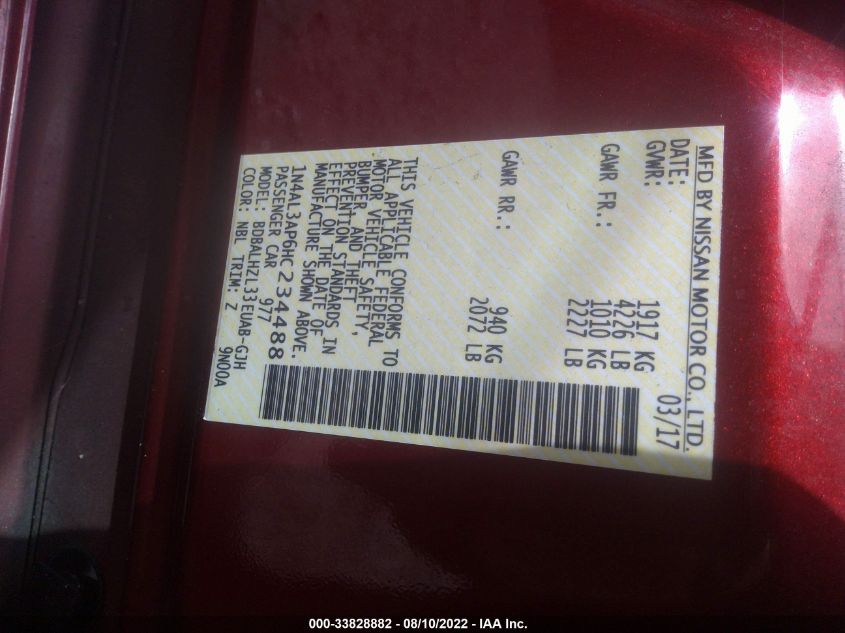 MFD BY NISSAN MOTOR CO., LTD.
DATE: 03/17
GVWR: 1917 KG
4226 LB
GAWR FR.: 1010 KG
2227 LB
GAWR RR.: 940 KG
2072 LB
THIS VEHICLE CONFORMS TO
ALL APPLICABLE FEDERAL
MOTOR VEHICLE SAFETY,
BUMPER, AND THEFT
PREVENTION STANDARDS IN
EFFECT ON THE DATE OF
MANUFACTURE SHOWN ABOVE.
1N4AL3AP6HC234488
PASSENGER CAR 977
MODEL: BDBALHZL33EUAB-GJH
COLOR: NBL TRIM: Z 9N00A
000-33828882 - 08/10/2022 - IAA Inc.